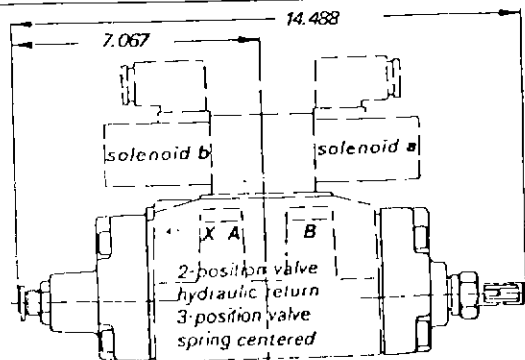 14.488
7.067
solenoid b
solenoid a
X A
B
2-position valve
hydraulic return
3-position valve
spring centered